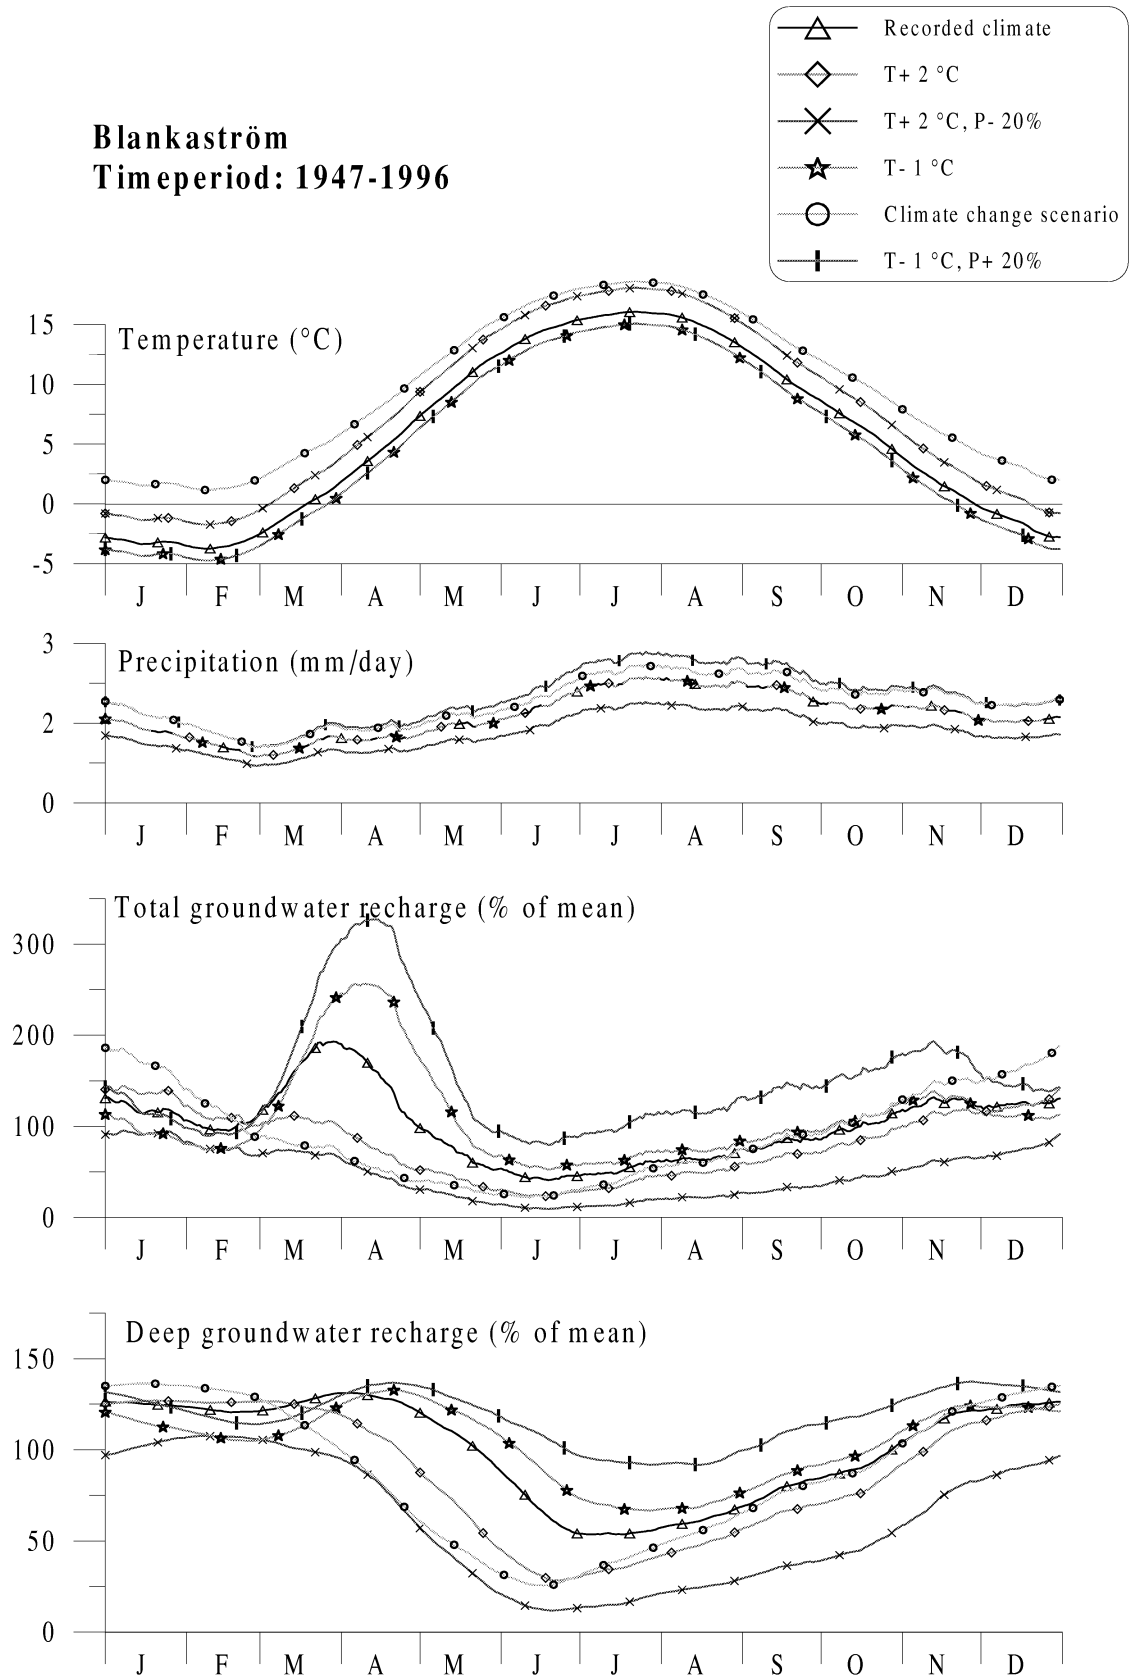 Recorded climate
T+ 2 °C
T+ 2 °C, P- 20%
T- 1 °C
Climate change scenario
T- 1 °C, P+ 20%
Blankaström
Timeperiod: 1947-1996
Temperature (°C)
15
10
5
0
-5
J F M A M J J A S O N D
Precipitation (mm/day)
3
2
0
J F M A M J J A S O N D
Total groundwater recharge (% of mean)
300
200
100
0
J F M A M J J A S O N D
Deep groundwater recharge (% of mean)
150
100
50
0
J F M A M J J A S O N D